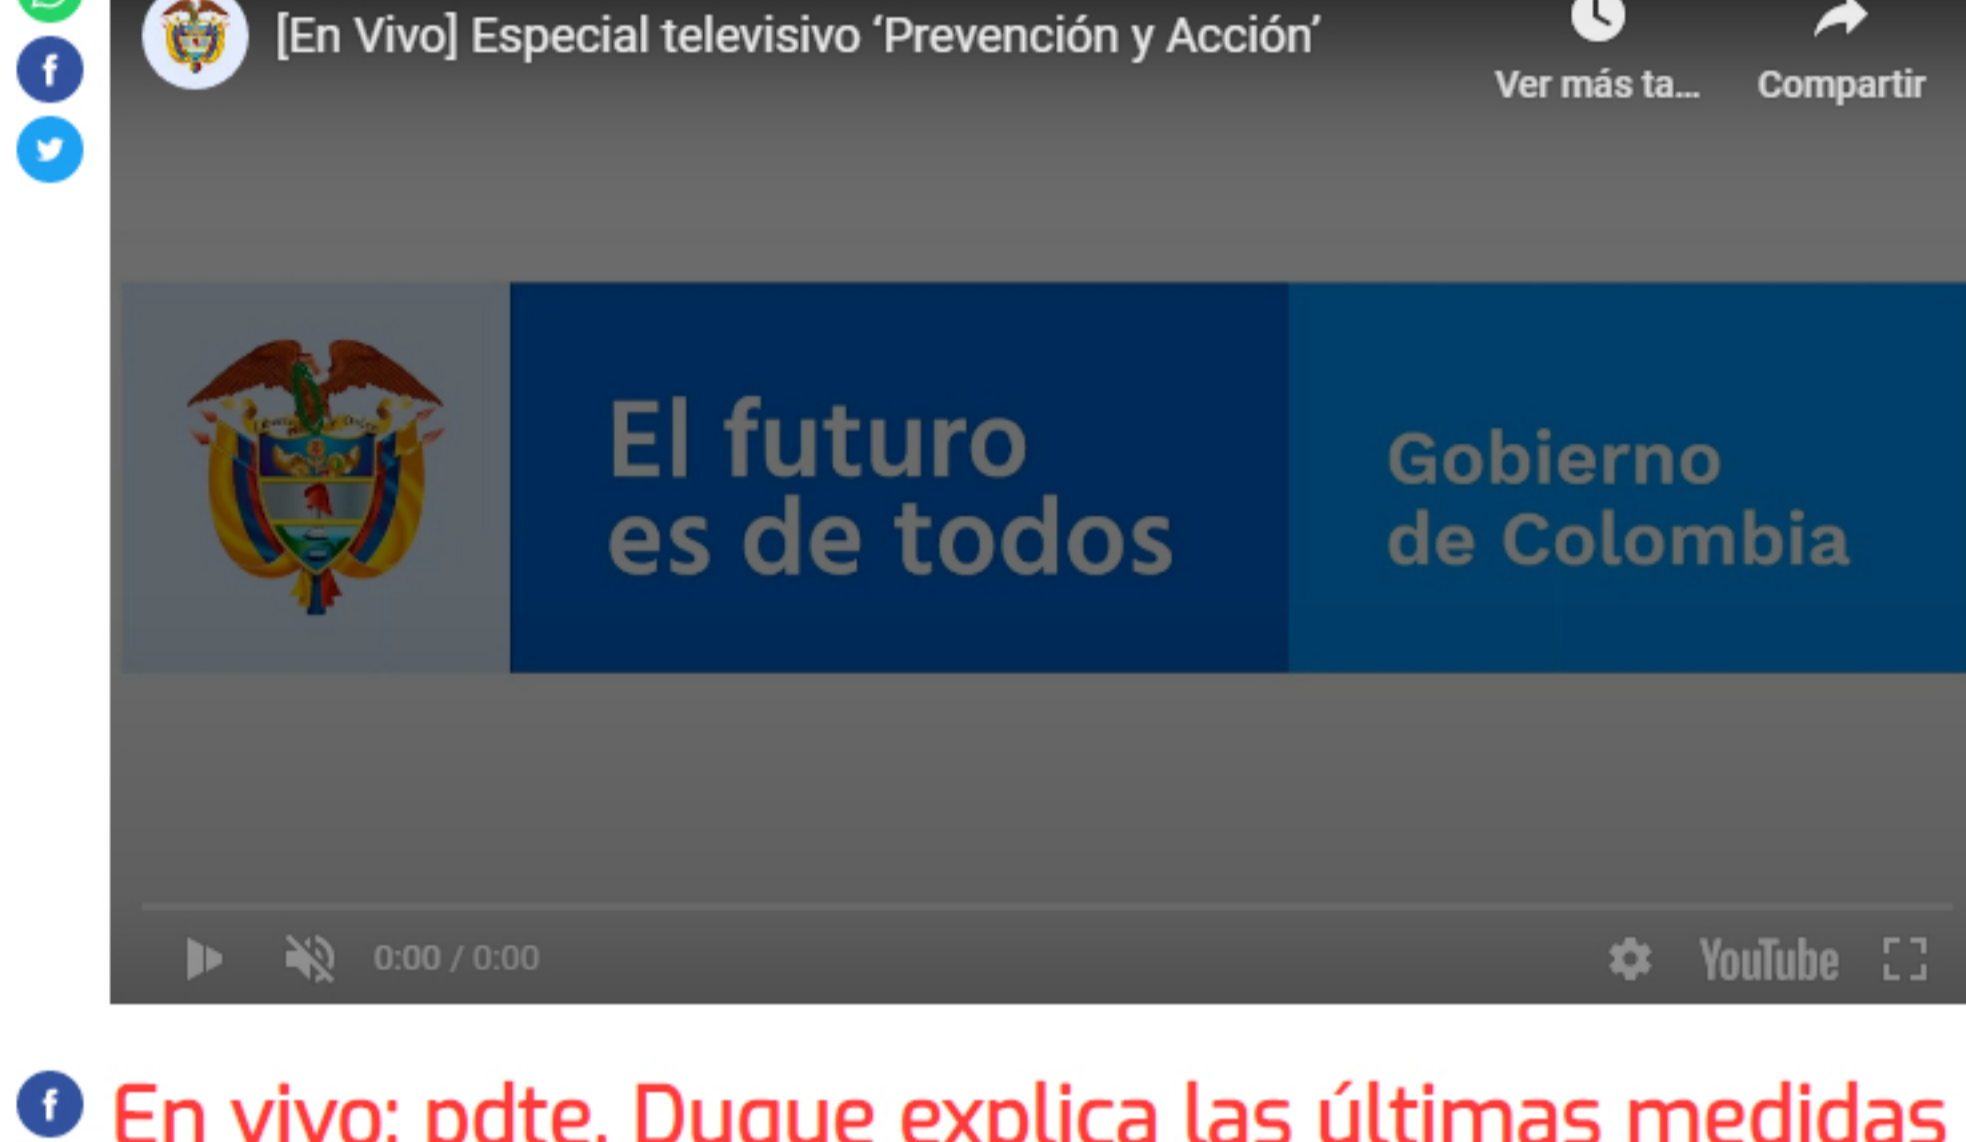 [En Vivo] Especial televisivo ‘Prevención y Acción’
Ver más ta...
Compartir
El futuro
es de todos
Gobierno
de Colombia
0:00 / 0:00
YouTube
En vivo: pdte. Duque explica las últimas medidas